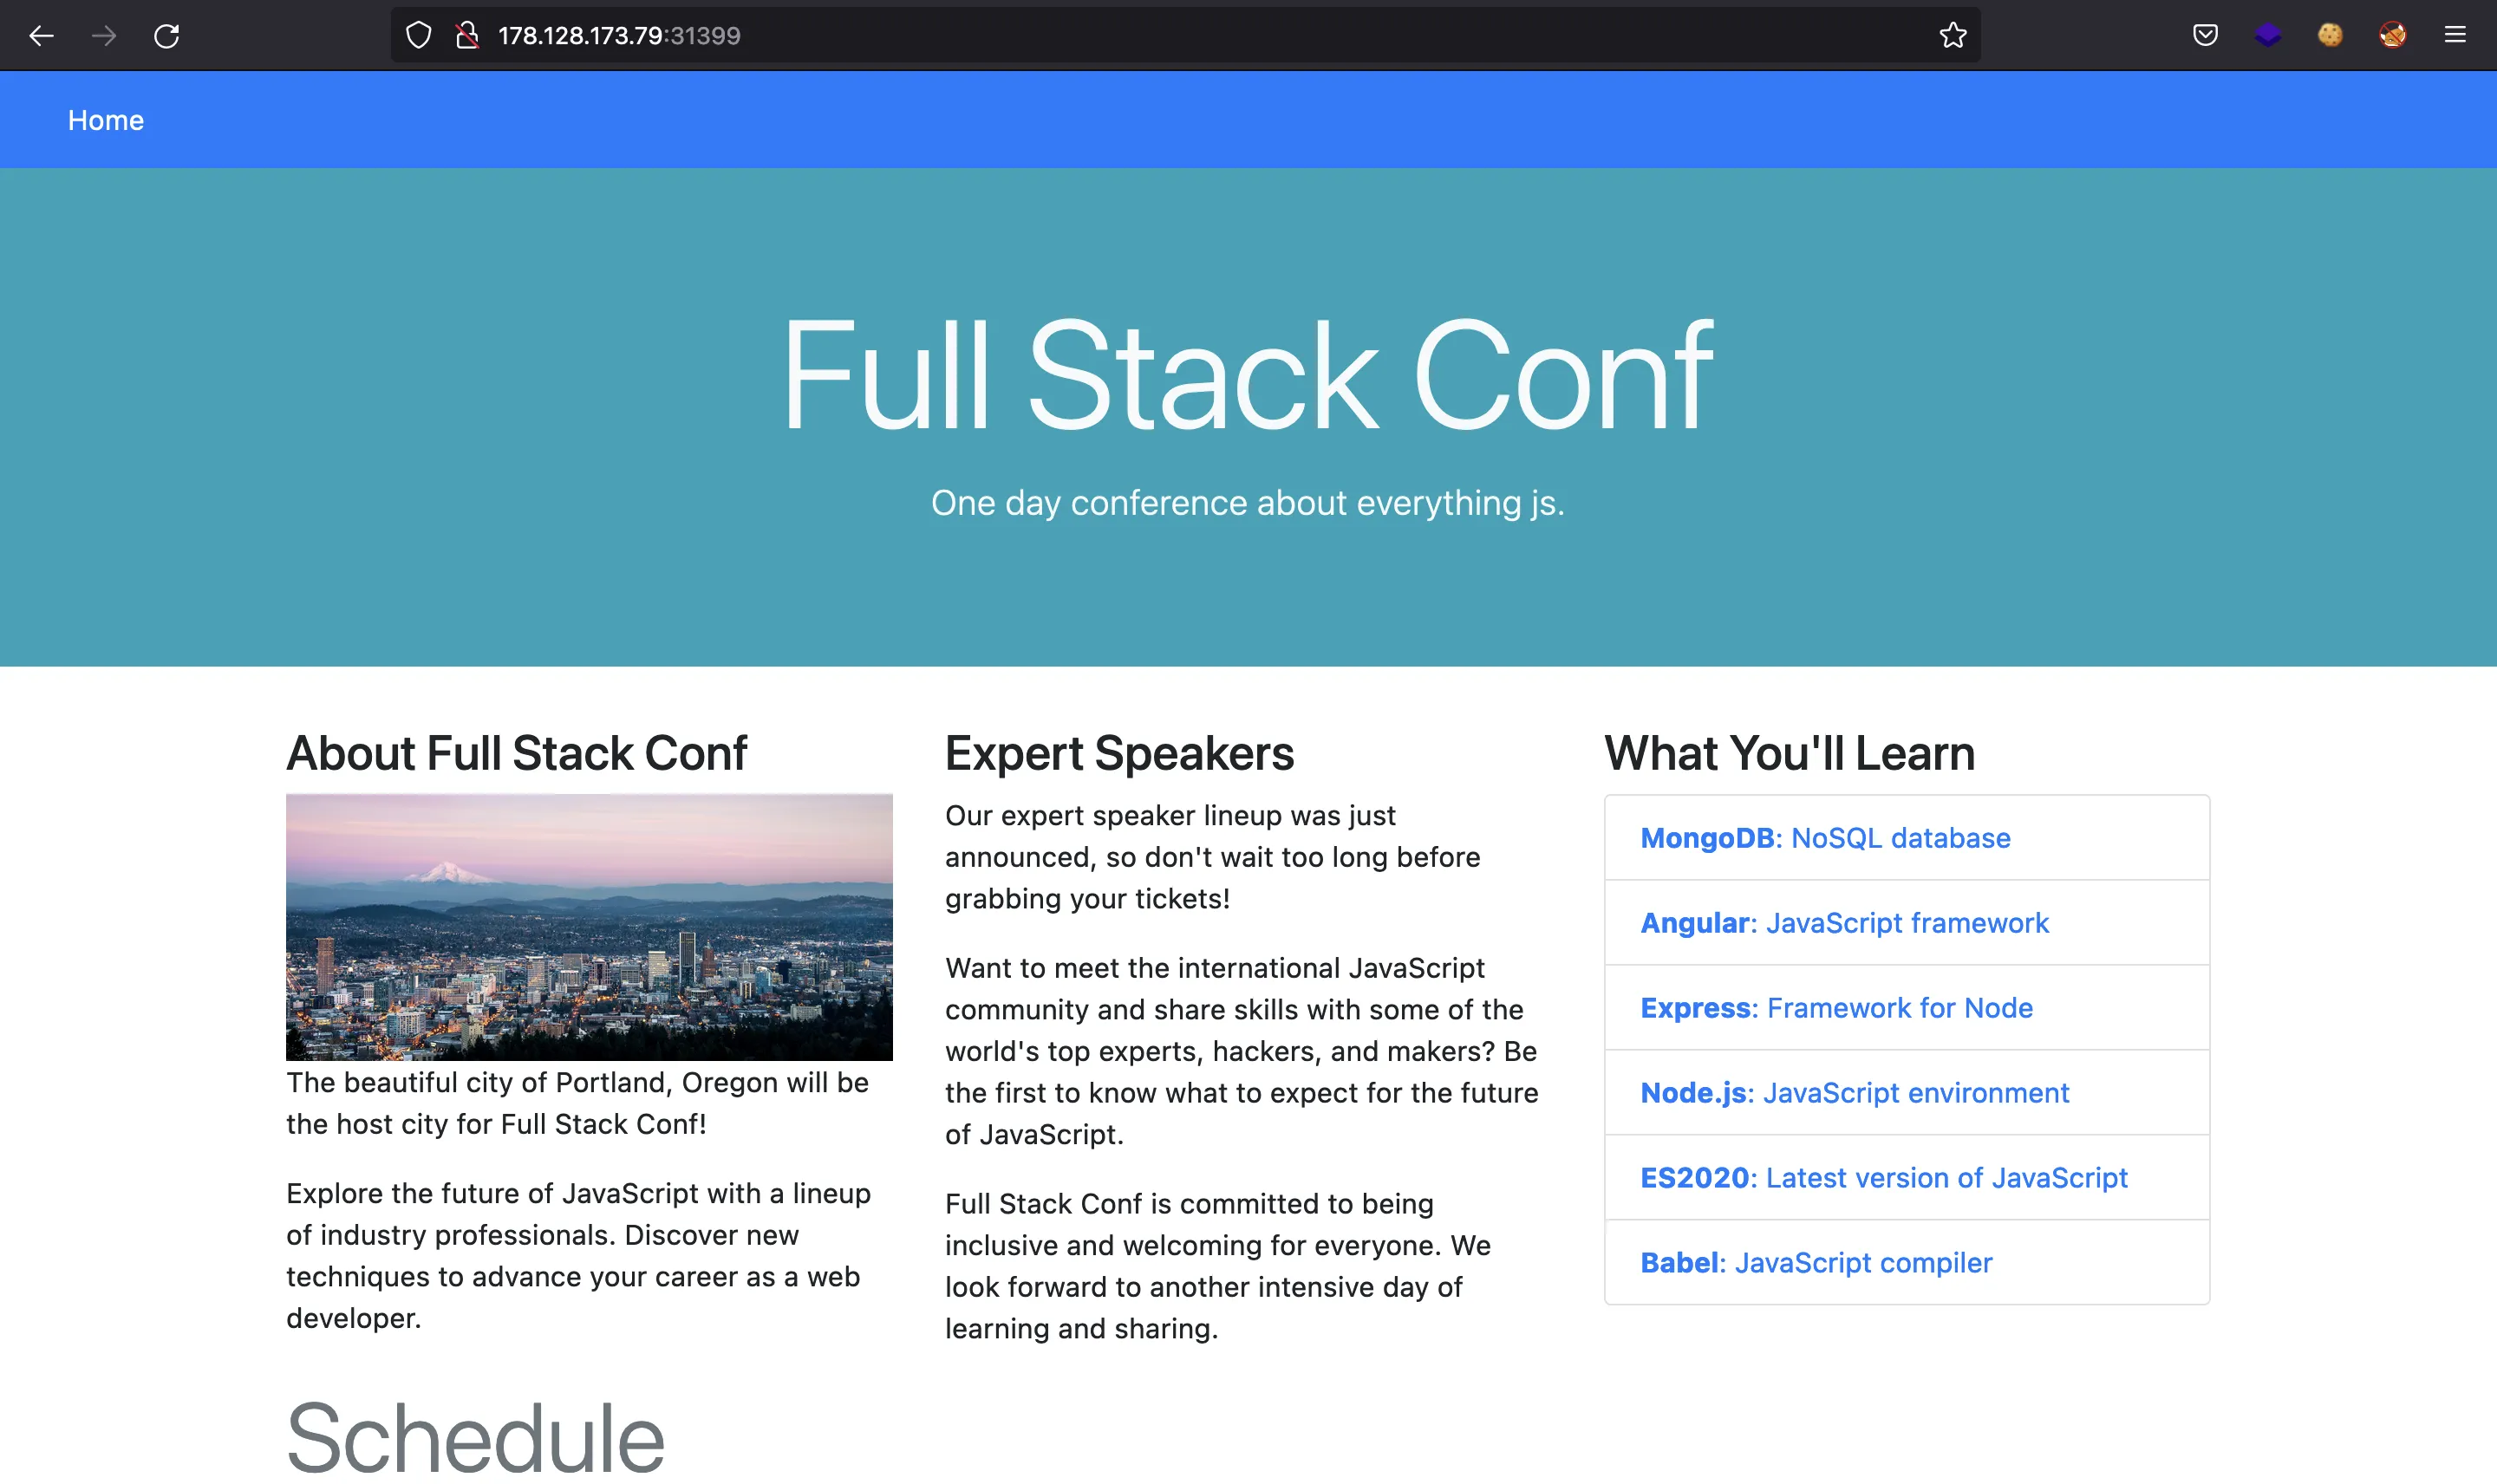 178.128.173.79:31399
Home
Full Stack Conf
One day conference about everything js.
About Full Stack Conf
The beautiful city of Portland, Oregon will be
the host city for Full Stack Conf!
Explore the future of JavaScript with a lineup
of industry professionals. Discover new
techniques to advance your career as a web
developer.
Expert Speakers
Our expert speaker lineup was just
announced, so don't wait too long before
grabbing your tickets!
Want to meet the international JavaScript
community and share skills with some of the
world's top experts, hackers, and makers? Be
the first to know what to expect for the future
of JavaScript.
Full Stack Conf is committed to being
inclusive and welcoming for everyone. We
look forward to another intensive day of
learning and sharing.
What You'll Learn
MongoDB: NoSQL database
Angular: JavaScript framework
Express: Framework for Node
Node.js: JavaScript environment
ES2020: Latest version of JavaScript
Babel: JavaScript compiler
Schedule